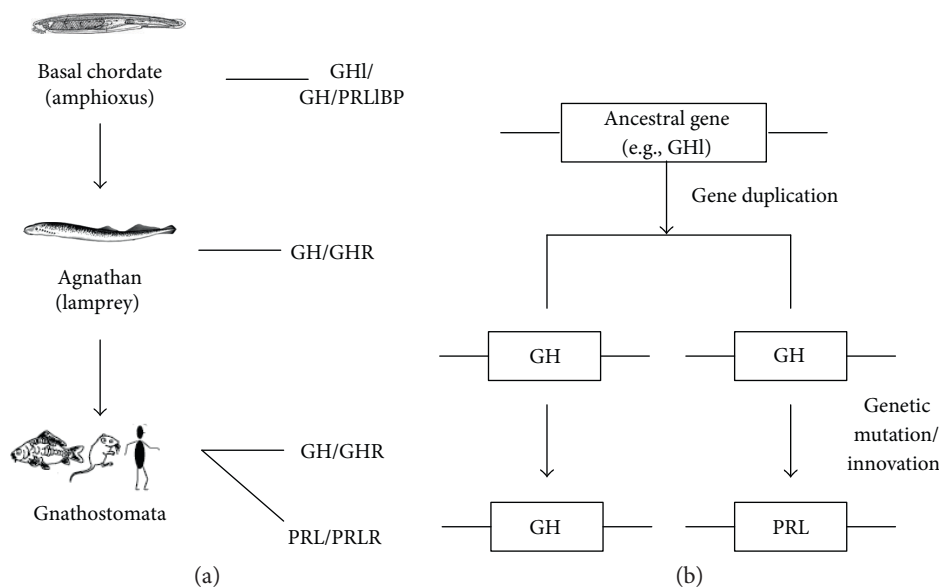 Basal chordate
(amphioxus)
GHl/
GH/PRLlBP
Agnathan
(lamprey)
GH/GHR
Gnathostomata
GH/GHR
PRL/PRLR
(a)
Ancestral gene
(e.g., GHl)
Gene duplication
GH
GH
Genetic
mutation/
innovation
GH
PRL
(b)